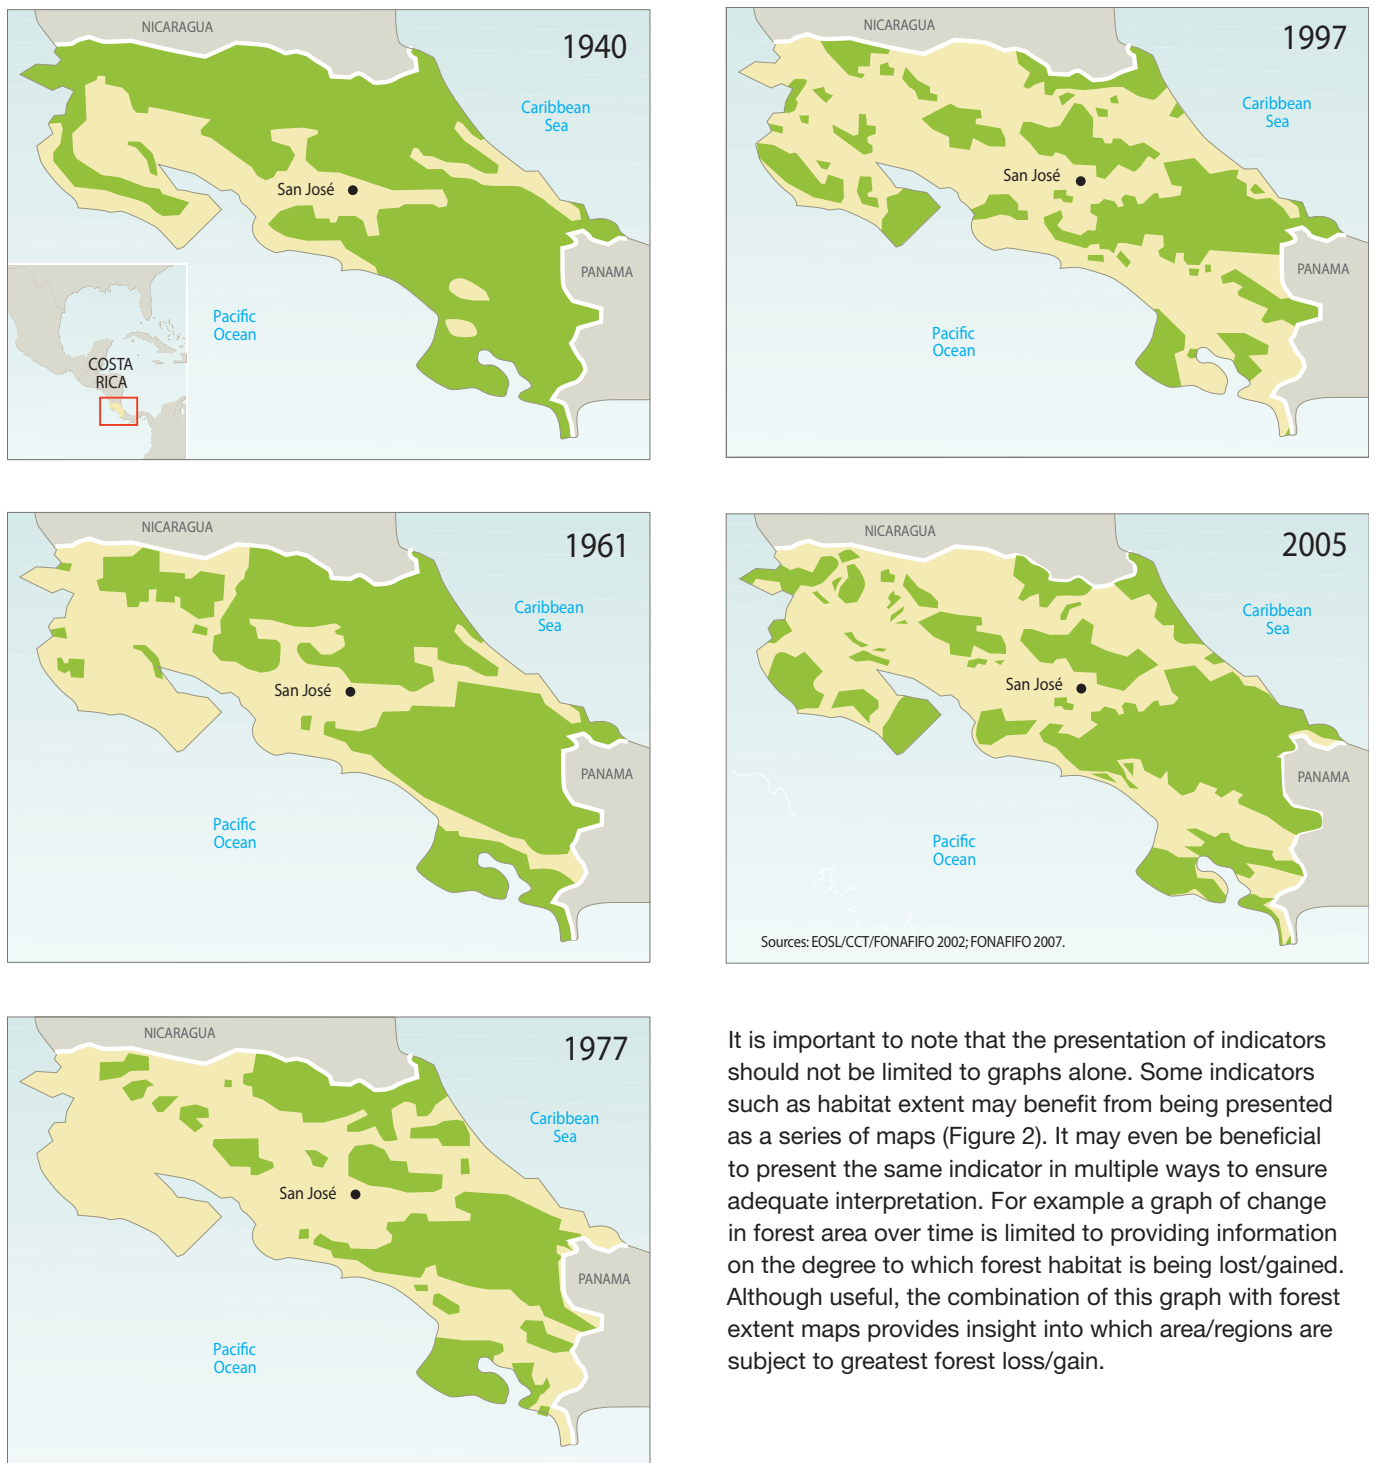 NICARAGUA
1940
Caribbean
Sea
San José
PANAMA
Pacific
Ocean
COSTA
RICA
NICARAGUA
1961
Caribbean
Sea
San José
PANAMA
Pacific
Ocean
NICARAGUA
1977
Caribbean
Sea
San José
PANAMA
Pacific
Ocean
NICARAGUA
1997
Caribbean
Sea
San José
PANAMA
Pacific
Ocean
NICARAGUA
2005
Caribbean
Sea
San José
PANAMA
Pacific
Ocean
Sources: EOSL/CCT/FONAFIFO 2002; FONAFIFO 2007.
It is important to note that the presentation of indicators
should not be limited to graphs alone. Some indicators
such as habitat extent may benefit from being presented
as a series of maps (Figure 2). It may even be beneficial
to present the same indicator in multiple ways to ensure
adequate interpretation. For example a graph of change
in forest area over time is limited to providing information
on the degree to which forest habitat is being lost/gained.
Although useful, the combination of this graph with forest
extent maps provides insight into which area/regions are
subject to greatest forest loss/gain.